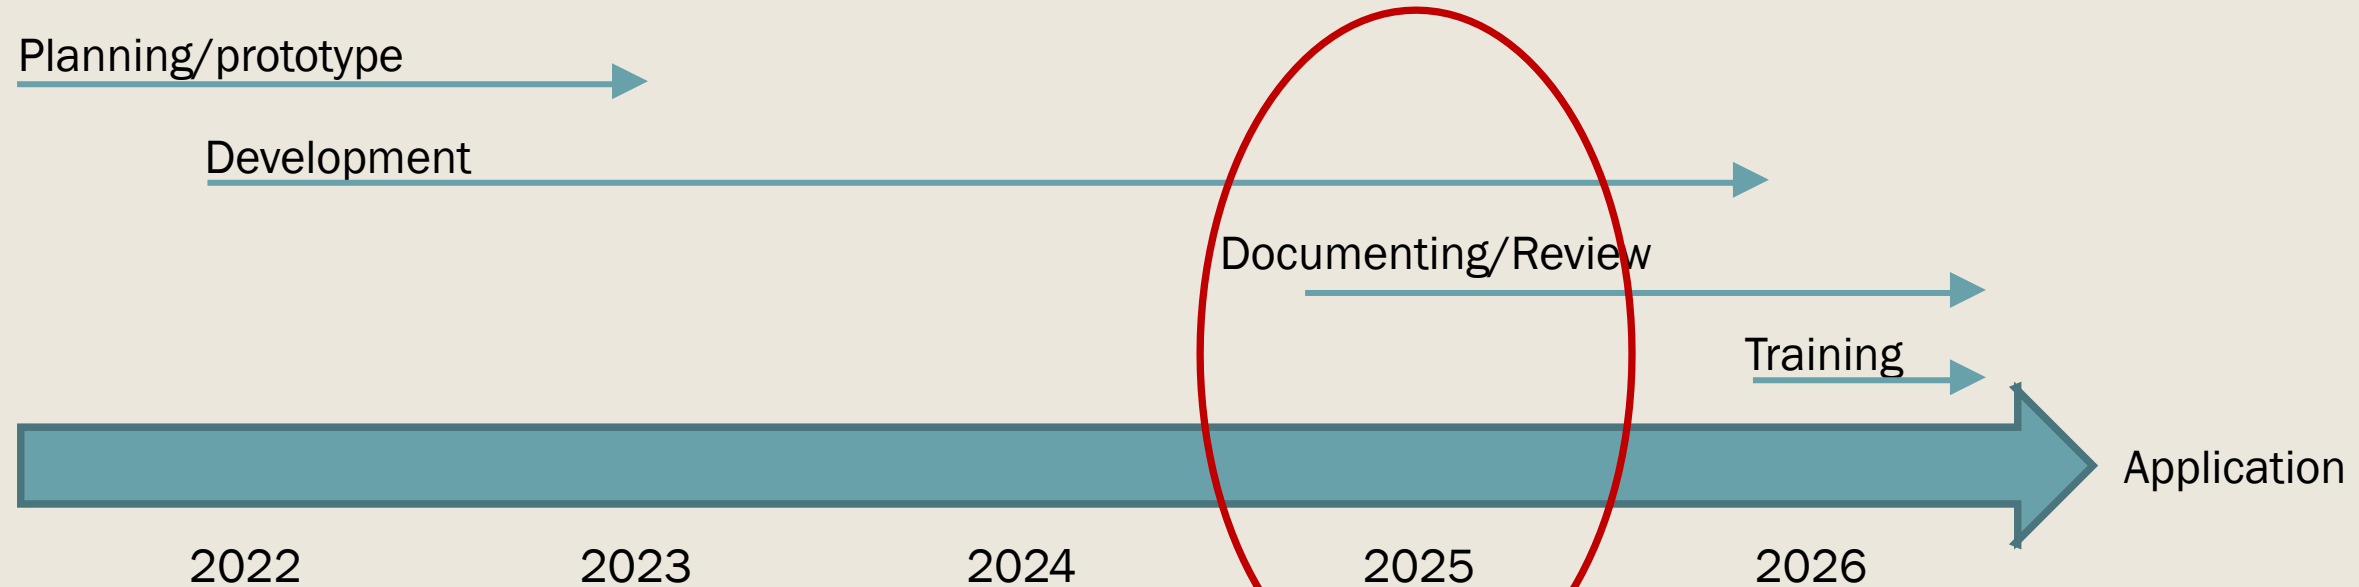 Planning/prototype
Development
Documenting/Review
Training
Application
2022 2023 2024 2025 2026